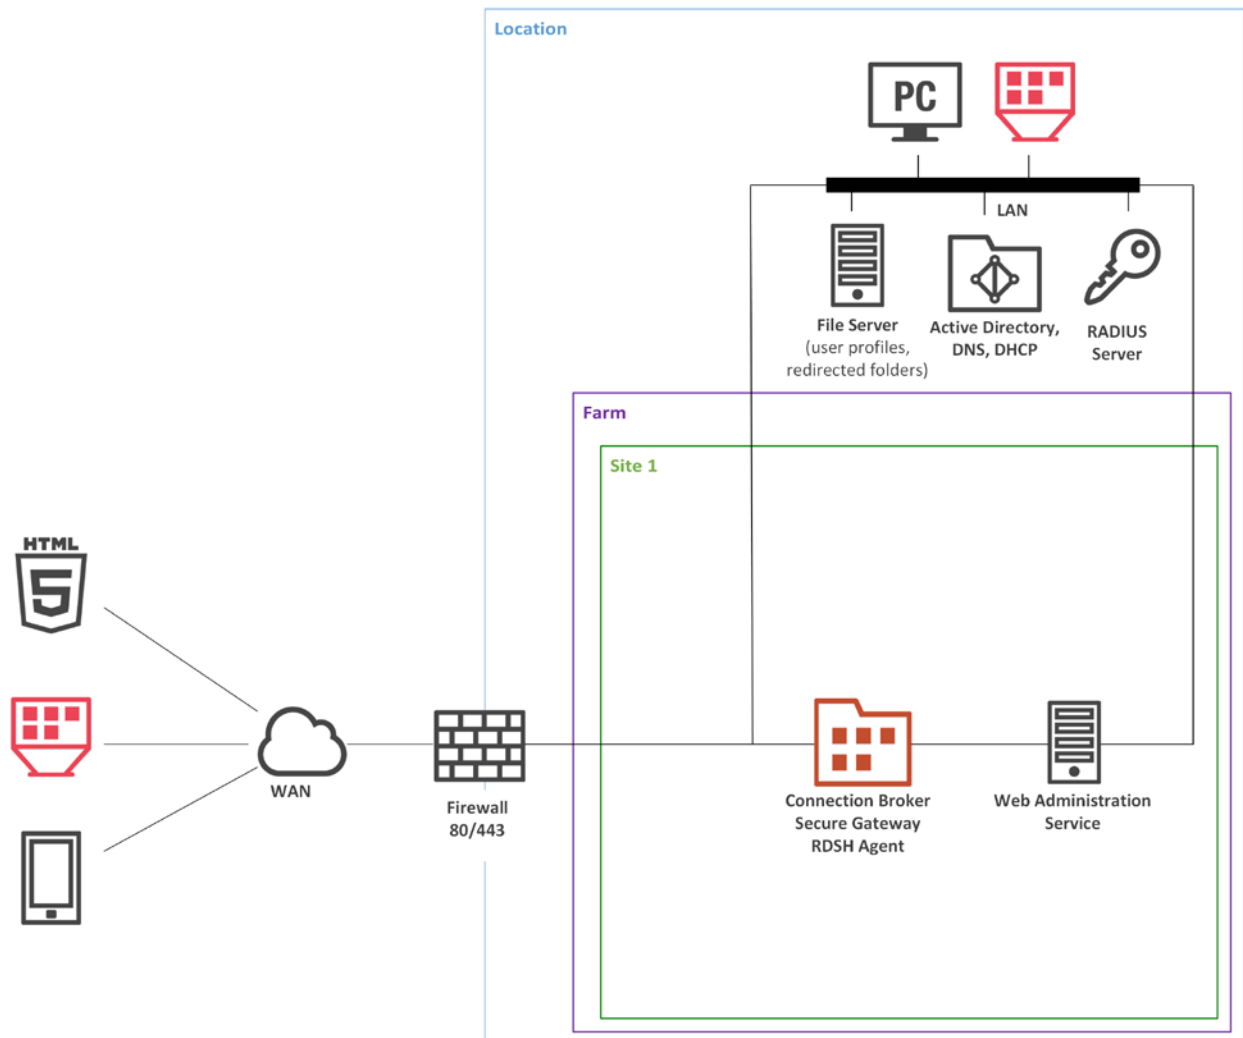 Location
PC
LAN
File Server
(user profiles,
redirected folders)
Active Directory,
DNS, DHCP
RADIUS
Server
Farm
Site 1
HTML
5
WAN
Firewall
80/443
Connection Broker
Secure Gateway
RDSH Agent
Web Administration
Service